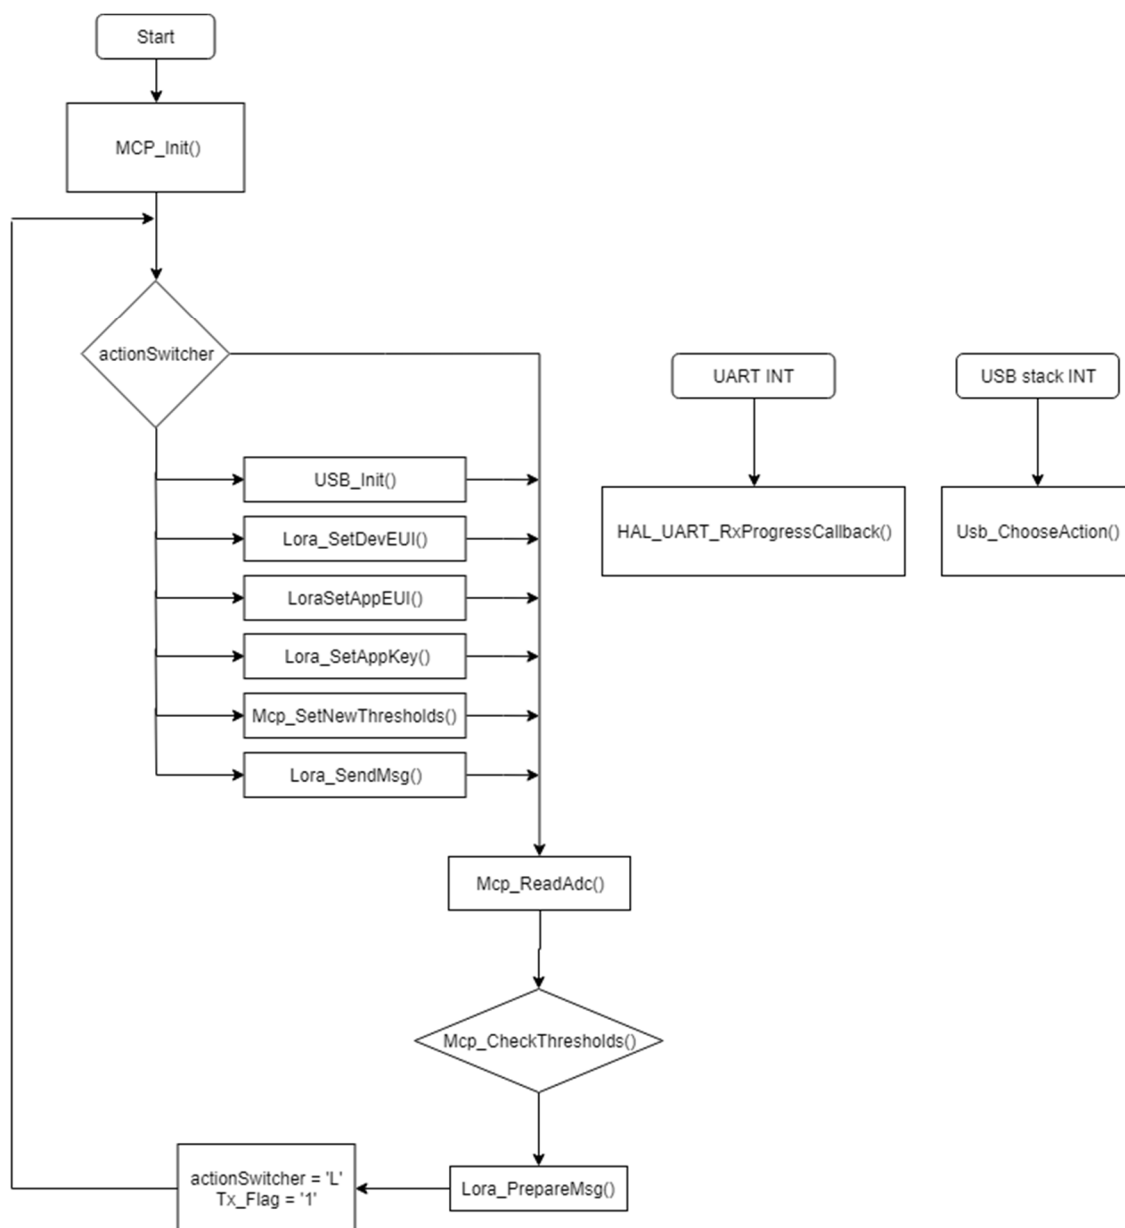 Start
MCP_Init()
actionSwitcher
UART INT
USB stack INT
USB_Init()
HAL_UART_RxProgressCallback()
Usb_ChooseAction()
Lora_SetDevEUI()
LoraSetAppEUI()
Lora_SetAppKey()
Mcp_SetNewThresholds()
Lora_SendMsg()
Mcp_ReadAdc()
Mcp_CheckThresholds()
Lora_PrepareMsg()
actionSwitcher = 'L'
Tx_Flag = '1'